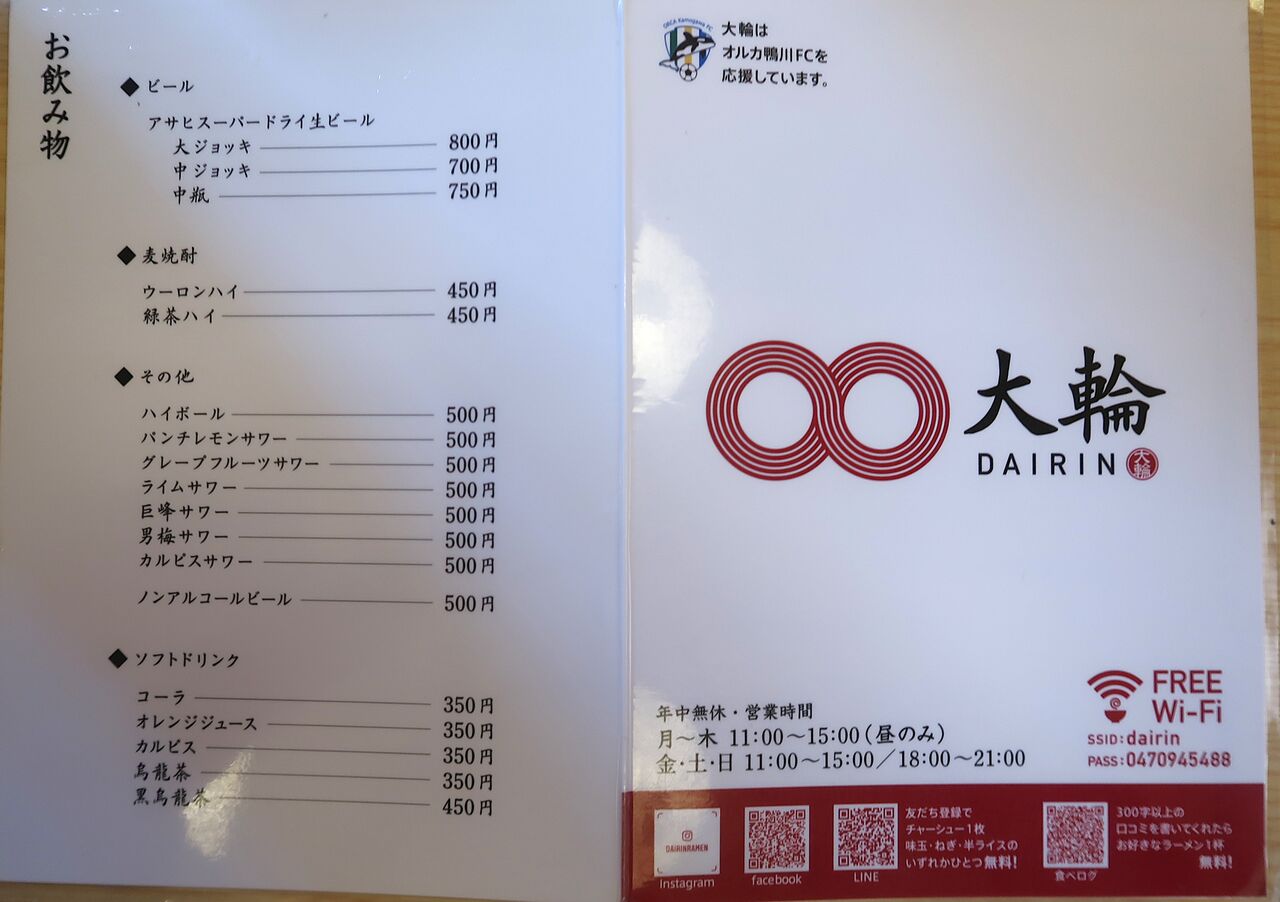 お飲み物
◆ ビール
アサヒスーパードライ生ビール
大ジョッキ 800円
中ジョッキ 700円
中瓶 750円
◆ 麦焼酎
ウーロンハイ 450円
緑茶ハイ 450円
◆ その他
ハイボール 500円
パンチレモンサワー 500円
グレープフルーツサワー 500円
ライムサワー 500円
巨峰サワー 500円
男梅サワー 500円
カルピスサワー 500円
ノンアルコールビール 500円
◆ ソフトドリンク
コーラ 350円
オレンジジュース 350円
カルピス 350円
烏龍茶 350円
黒烏龍茶 450円
ORCA Kamogawa FC
大輪は
オルカ鴨川FCを
応援しています。
大輪
DAIRIN
大輪
FREE
Wi-Fi
SSID:dairin
PASS:0470945488
年中無休・営業時間
月～木 11:00～15:00(昼のみ)
金・土・日 11:00～15:00／18:00～21:00
DAIRINRAMEN
Instagram
facebook
LINE
友だち登録で
チャーシュー1枚
味玉・ねぎ・半ライスの
いずれかひとつ無料!
食べログ
300字以上の
口コミを書いてくれたら
お好きなラーメン1杯
無料!